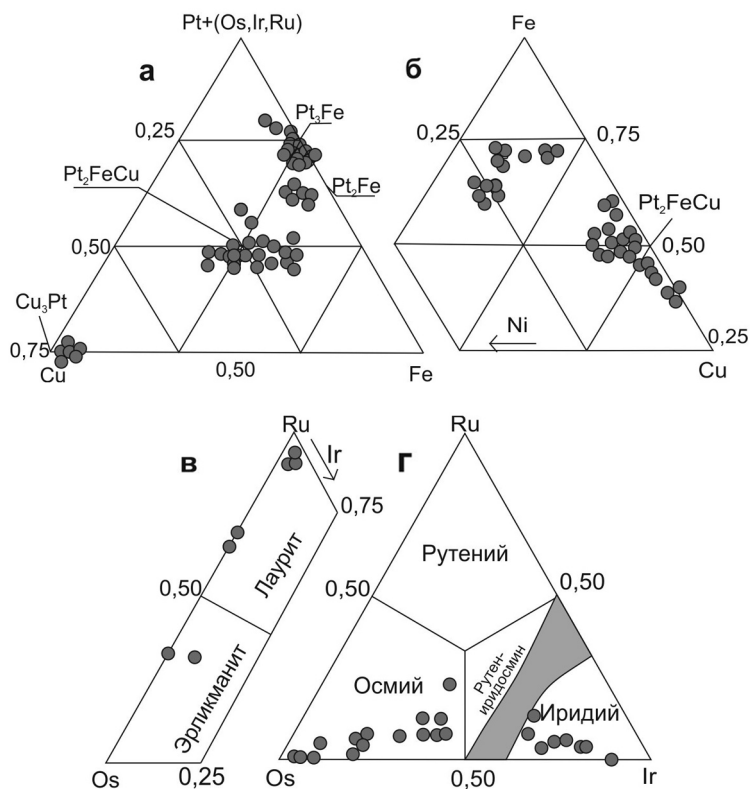 Pt+(Os,Ir,Ru)
а
0,25
Pt3Fe
Pt2FeCu
Pt2Fe
0,50
Cu3Pt
0,75
Cu
0,50
Fe
б
Fe
0,25
0,75
Pt2FeCu
0,50
Ni
0,25
Cu
в
Ru
Ir
0,75
Лаурит
0,50
Эрликманит
Os
0,25
г
Ru
Рутений
0,50
0,50
Осмий
Рутен-
иридосмин
Иридий
Os
0,50
Ir